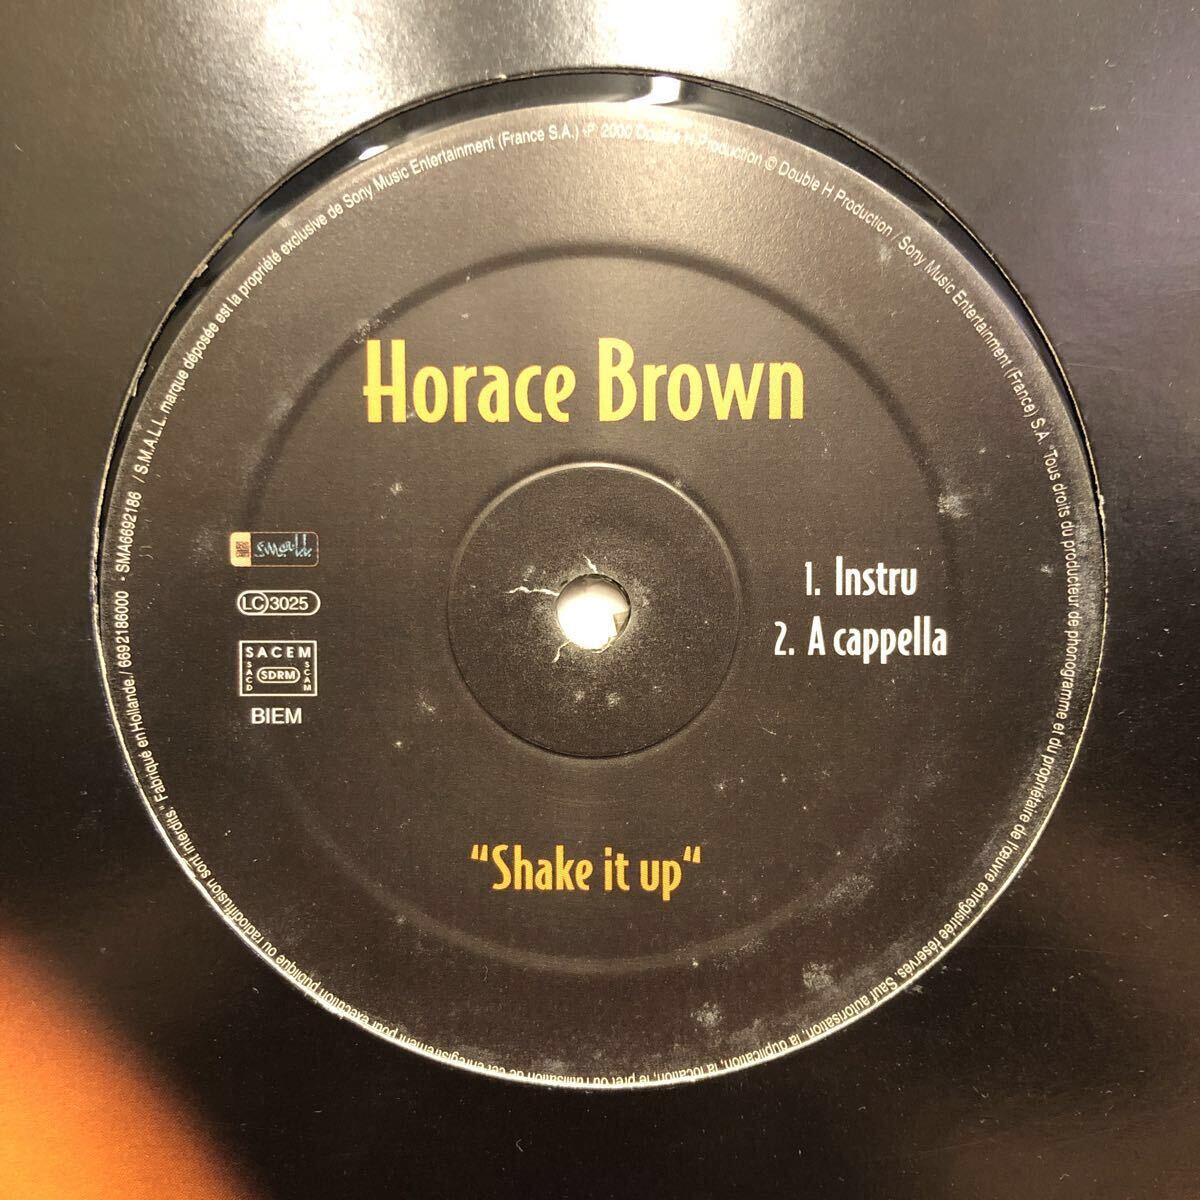 Horace Brown
small
LC 3025
SACEM
SACD
SDRM
SCAM
BIEM
1. Instru
2. A cappella
“Shake it up“
Fabriqué en Hollande./ 6692186000 - SMA6692186 / S.M.A.L.L. marque déposée est la propriété exclusive de Sony Music Entertainment (France S.A.) ℗ 2000 Double H Production © Double H Production / Sony Music Entertainment (France) S.A. "Tous droits du producteur de phonogramme et du propriétaire de l'œuvre enregistrée réservés. Sauf autorisation, la duplication, la location, le prêt ou l'utilisation de cet enregistrement pour exécution publique ou radiodiffusion sont interdits."